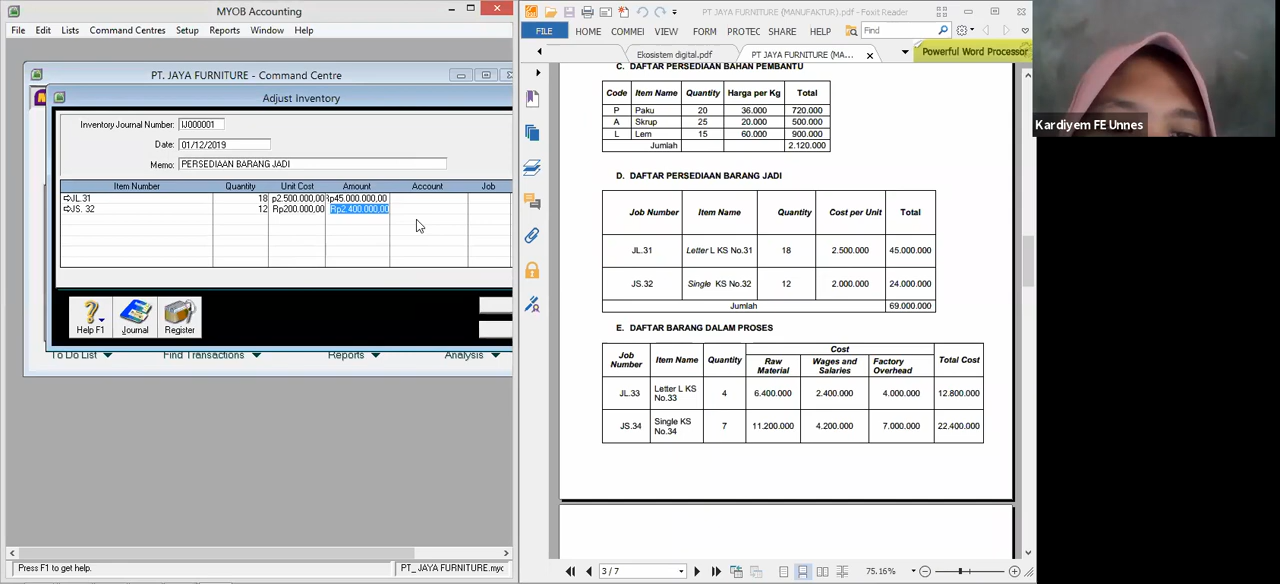 MYOB Accounting
File Edit Lists Command Centres Setup Reports Window Help
PT. JAYA FURNITURE - Command Centre
Adjust Inventory
Inventory Journal Number: IJ000001
Date: 01/12/2019
Memo: PERSEDIAAN BARANG JADI
Item Number Quantity Unit Cost Amount Account Job
JL.31 18 p2.500.000,00 Rp45.000.000,00
JS. 32 12 Rp200.000,00 Rp2.400.000,00
Help F1 Journal Register
To Do List Find Transactions Reports Analysis
Press F1 to get help. PT_ JAYA FURNITURE.myo
PT JAYA FURNITURE (MANUFAKTUR).pdf - Foxit Reader
FILE HOME COMMEI VIEW FORM PROTEC SHARE HELP Find
Ekosistem digital.pdf PT JAYA FURNITURE (MA... Powerful Word Processor
C. DAFTAR PERSEDIAAN BAHAN PEMBANTU
Code Item Name Quantity Harga per Kg Total
P Paku 20 36.000 720.000
A Skrup 25 20.000 500.000
L Lem 15 60.000 900.000
Jumlah 2.120.000
D. DAFTAR PERSEDIAAN BARANG JADI
Job Number Item Name Quantity Cost per Unit Total
JL.31 Letter L KS No.31 18 2.500.000 45.000.000
JS.32 Single KS No.32 12 2.000.000 24.000.000
Jumlah 69.000.000
E. DAFTAR BARANG DALAM PROSES
Job Number Item Name Quantity Cost Total Cost
Raw Material Wages and Salaries Factory Overhead
JL.33 Letter L KS No.33 4 6.400.000 2.400.000 4.000.000 12.800.000
JS.34 Single KS No.34 7 11.200.000 4.200.000 7.000.000 22.400.000
3 / 7 75.16%
Kardiyem FE Unnes